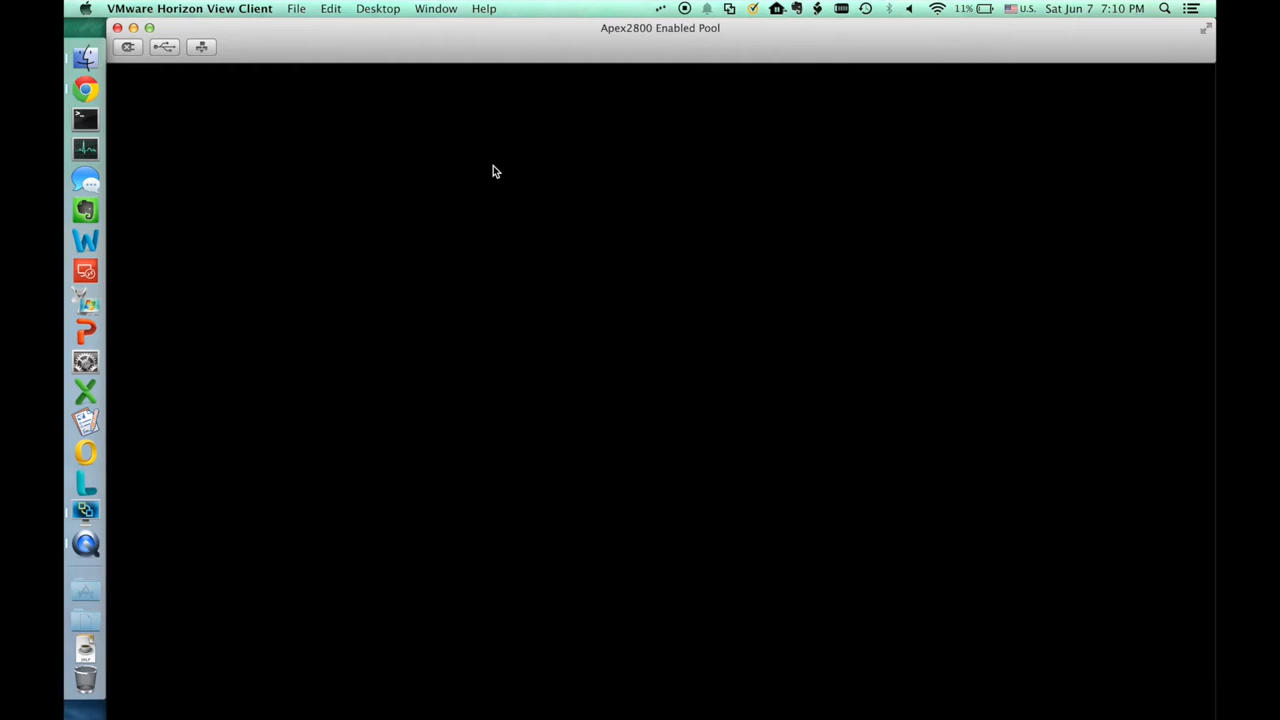 VMware Horizon View Client File Edit Desktop Window Help 11% U.S. Sat Jun 7 7:10 PM
Apex2800 Enabled Pool